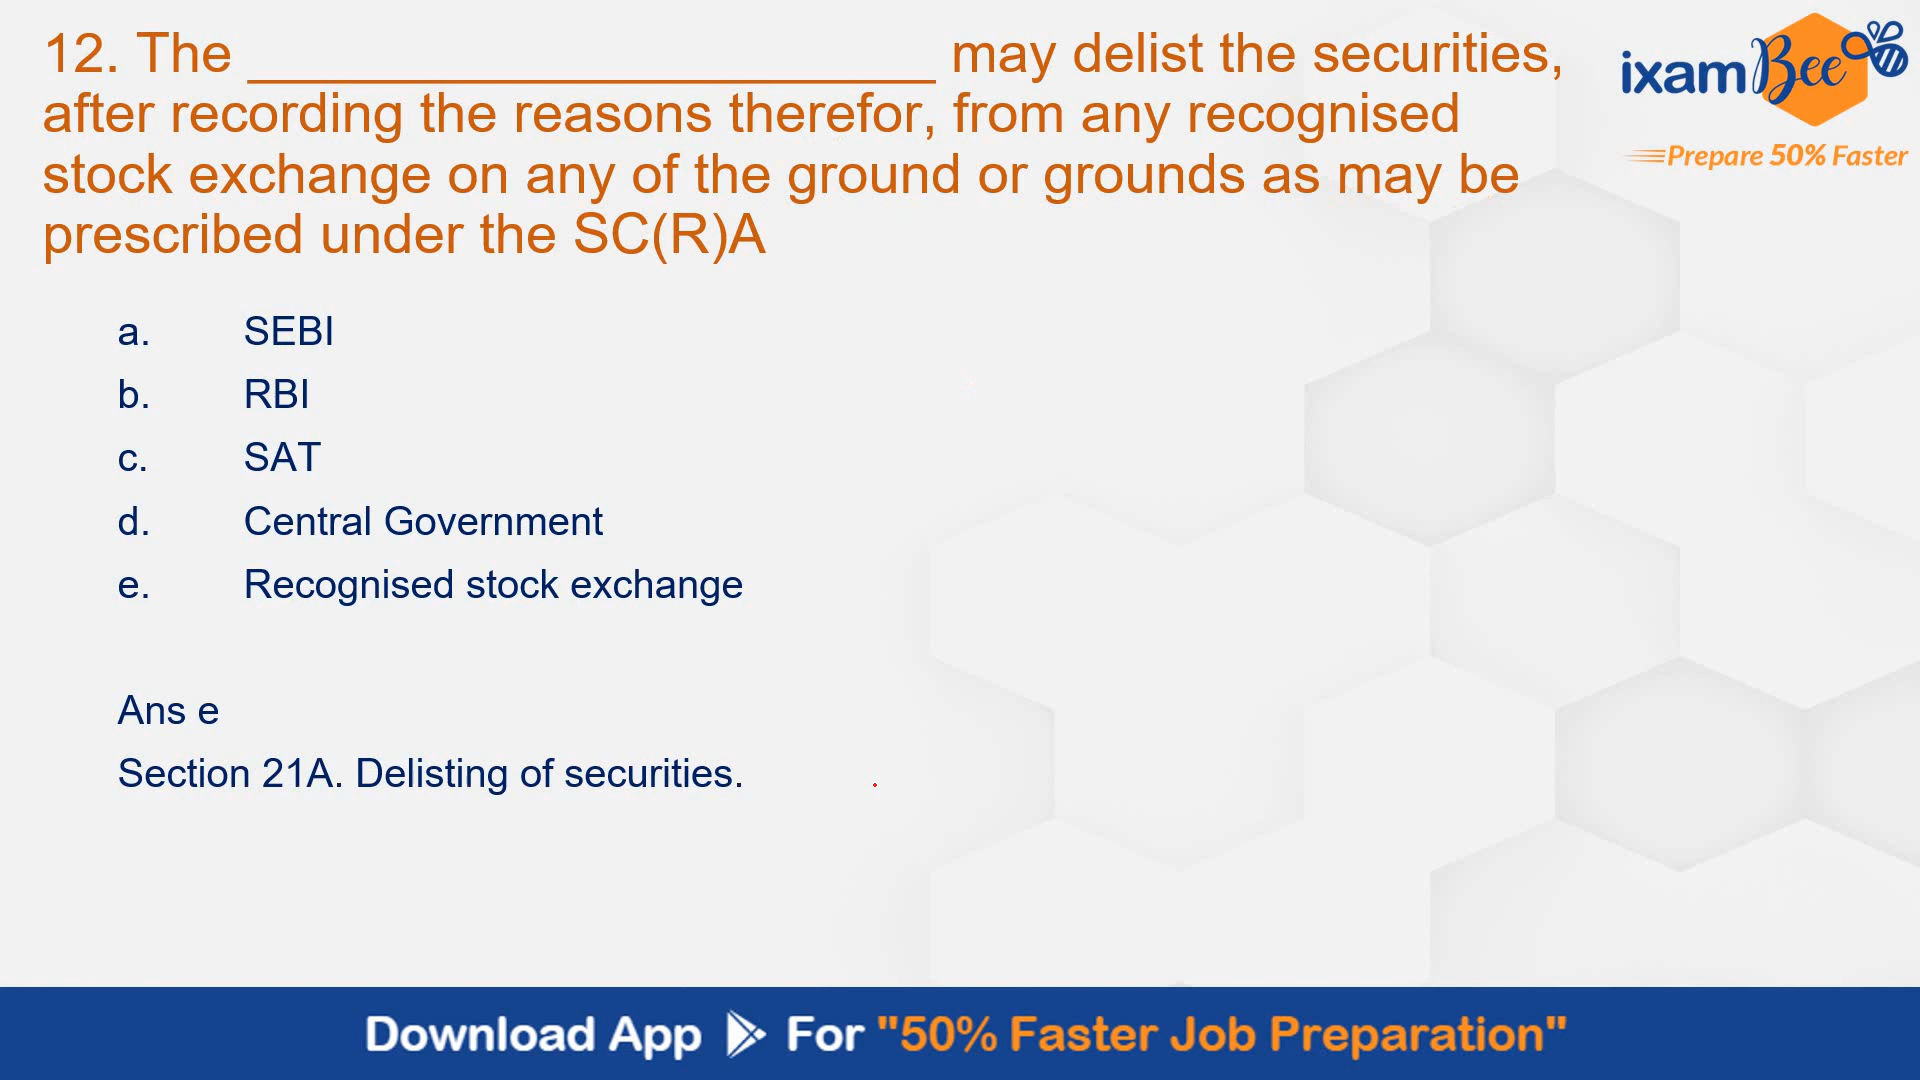 12. The _______________________ may delist the securities,
after recording the reasons therefor, from any recognised
stock exchange on any of the ground or grounds as may be
prescribed under the SC(R)A
ixamBee
Prepare 50% Faster
a. SEBI
b. RBI
c. SAT
d. Central Government
e. Recognised stock exchange
Ans e
Section 21A. Delisting of securities.
Download App For "50% Faster Job Preparation"